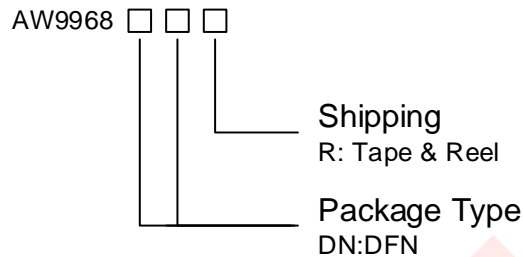 AW9968 □ □ □
Shipping
R: Tape & Reel
Package Type
DN:DFN